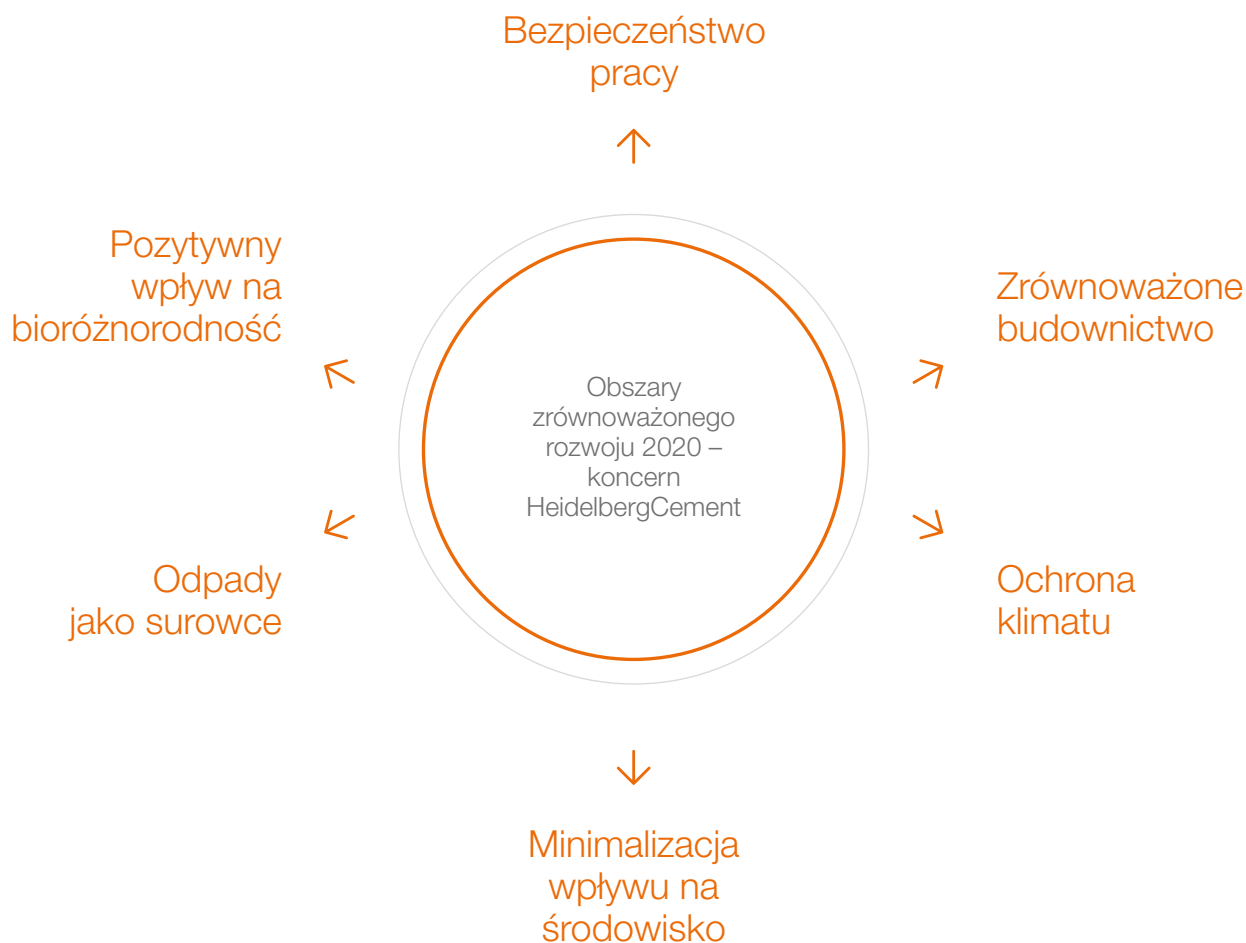 Bezpieczeństwo
pracy
Pozytywny
wpływ na
bioróżnorodność
Zrównoważone
budownictwo
Obszary
zrównoważonego
rozwoju 2020 –
koncern
HeidelbergCement
Odpady
jako surowce
Ochrona
klimatu
Minimalizacja
wpływu na
środowisko